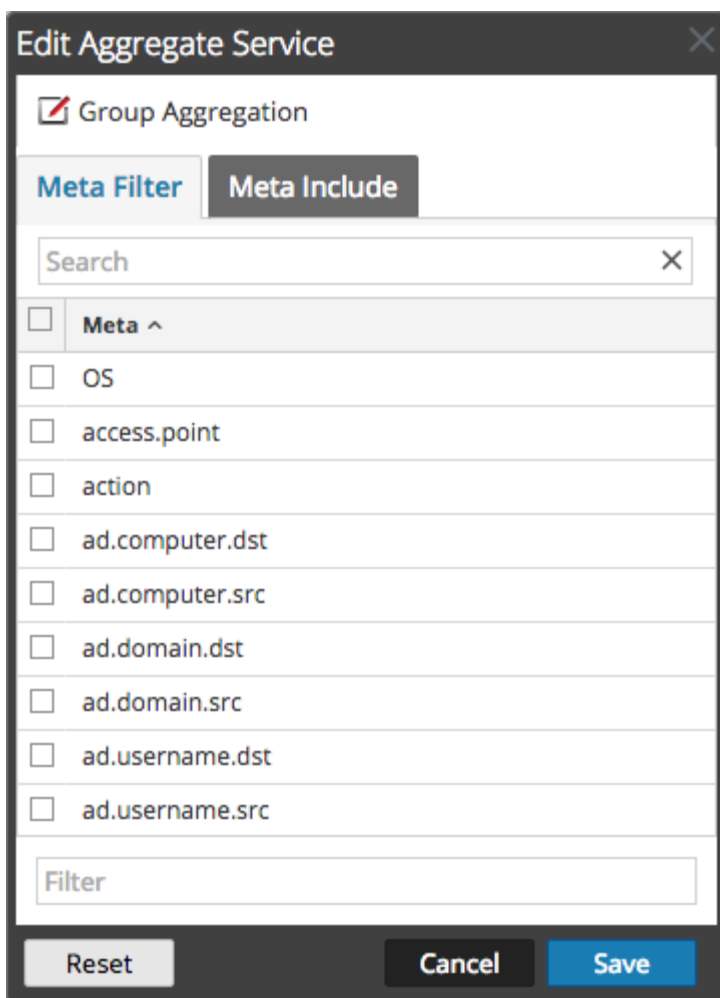 Edit Aggregate Service
Group Aggregation
Meta Filter Meta Include
Search
Meta
OS
access.point
action
ad.computer.dst
ad.computer.src
ad.domain.dst
ad.domain.src
ad.username.dst
ad.username.src
Filter
Reset Cancel Save